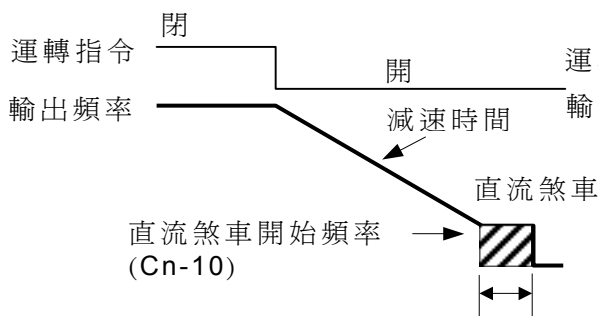 閉
運轉指令
開
運
輸出頻率
輸
減速時間
直流煞車
直流煞車開始頻率
(Cn-10)